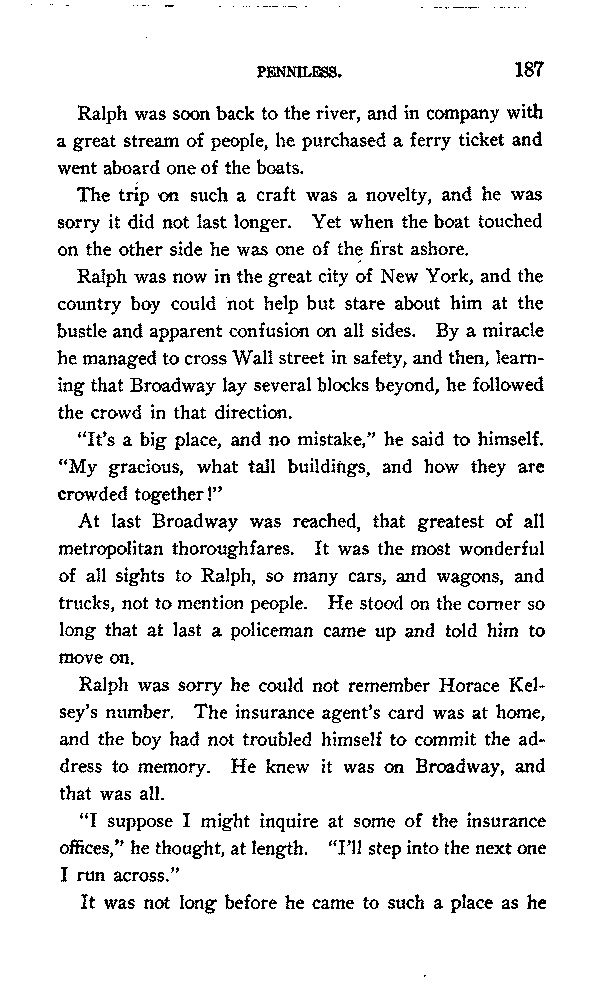 PENNILESS. 187
Ralph was soon back to the river, and in company with
a great stream of people, he purchased a ferry ticket and
went aboard one of the boats.
The trip on such a craft was a novelty, and he was
sorry it did not last longer. Yet when the boat touched
on the other side he was one of the first ashore.
Ralph was now in the great city of New York, and the
country boy could not help but stare about him at the
bustle and apparent confusion on all sides. By a miracle
he managed to cross Wall street in safety, and then, learn-
ing that Broadway lay several blocks beyond, he followed
the crowd in that direction.
"It's a big place, and no mistake," he said to himself.
"My gracious, what tall buildings, and how they are
crowded together!"
At last Broadway was reached, that greatest of all
metropolitan thoroughfares. It was the most wonderful
of all sights to Ralph, so many cars, and wagons, and
trucks, not to mention people. He stood on the corner so
long that at last a policeman came up and told him to
move on.
Ralph was sorry he could not remember Horace Kel-
sey's number. The insurance agent's card was at home,
and the boy had not troubled himself to commit the ad-
dress to memory. He knew it was on Broadway, and
that was all.
"I suppose I might inquire at some of the insurance
offices," he thought, at length. "I'll step into the next one
I run across."
It was not long before he came to such a place as he